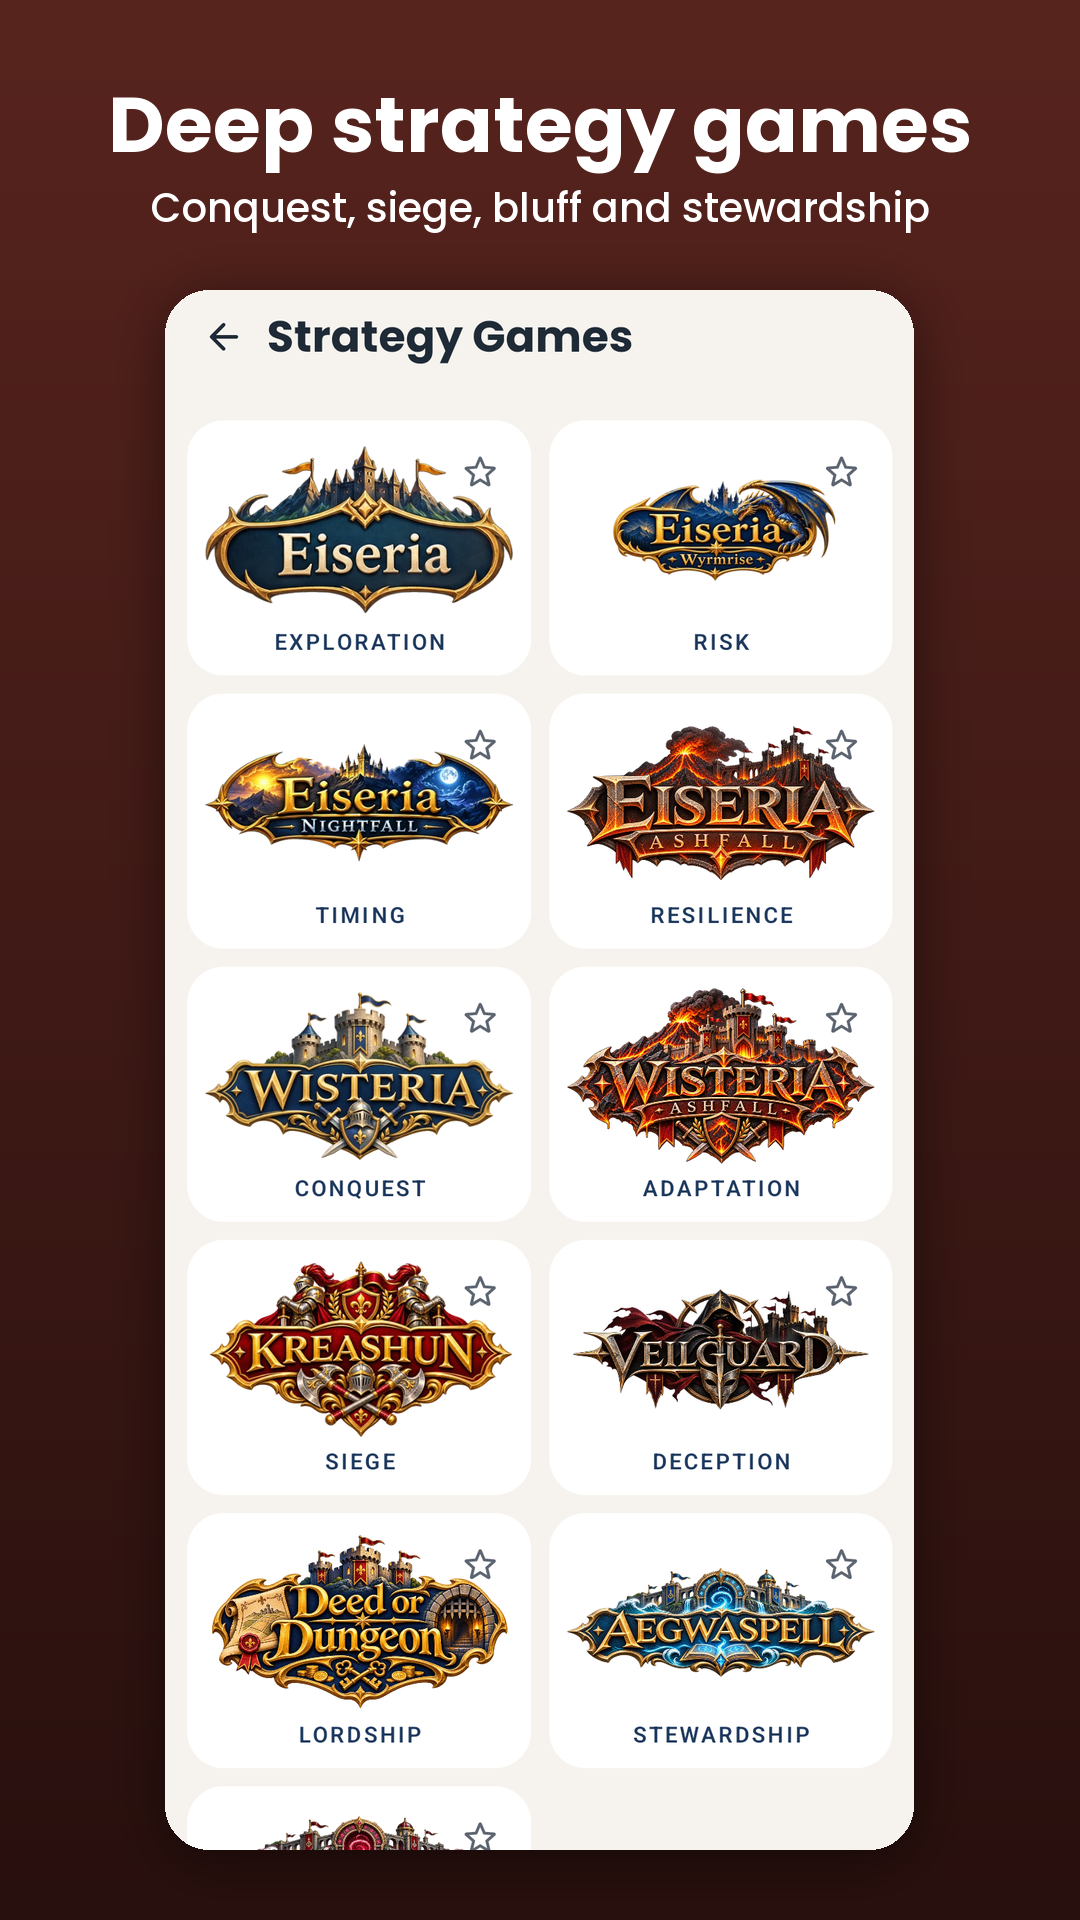 Deep strategy games
Conquest, siege, bluff and stewardship
Strategy Games
Eiseria
EXPLORATION
Eiseria
Wyrmrise
RISK
Eiseria
NIGHTFALL
TIMING
EISERIA
ASHFALL
RESILIENCE
WISTERIA
CONQUEST
WISTERIA
ASHFALL
ADAPTATION
KREASHUN
SIEGE
VEILGUARD
DECEPTION
Deed or
Dungeon
LORDSHIP
AEGWASPELL
STEWARDSHIP